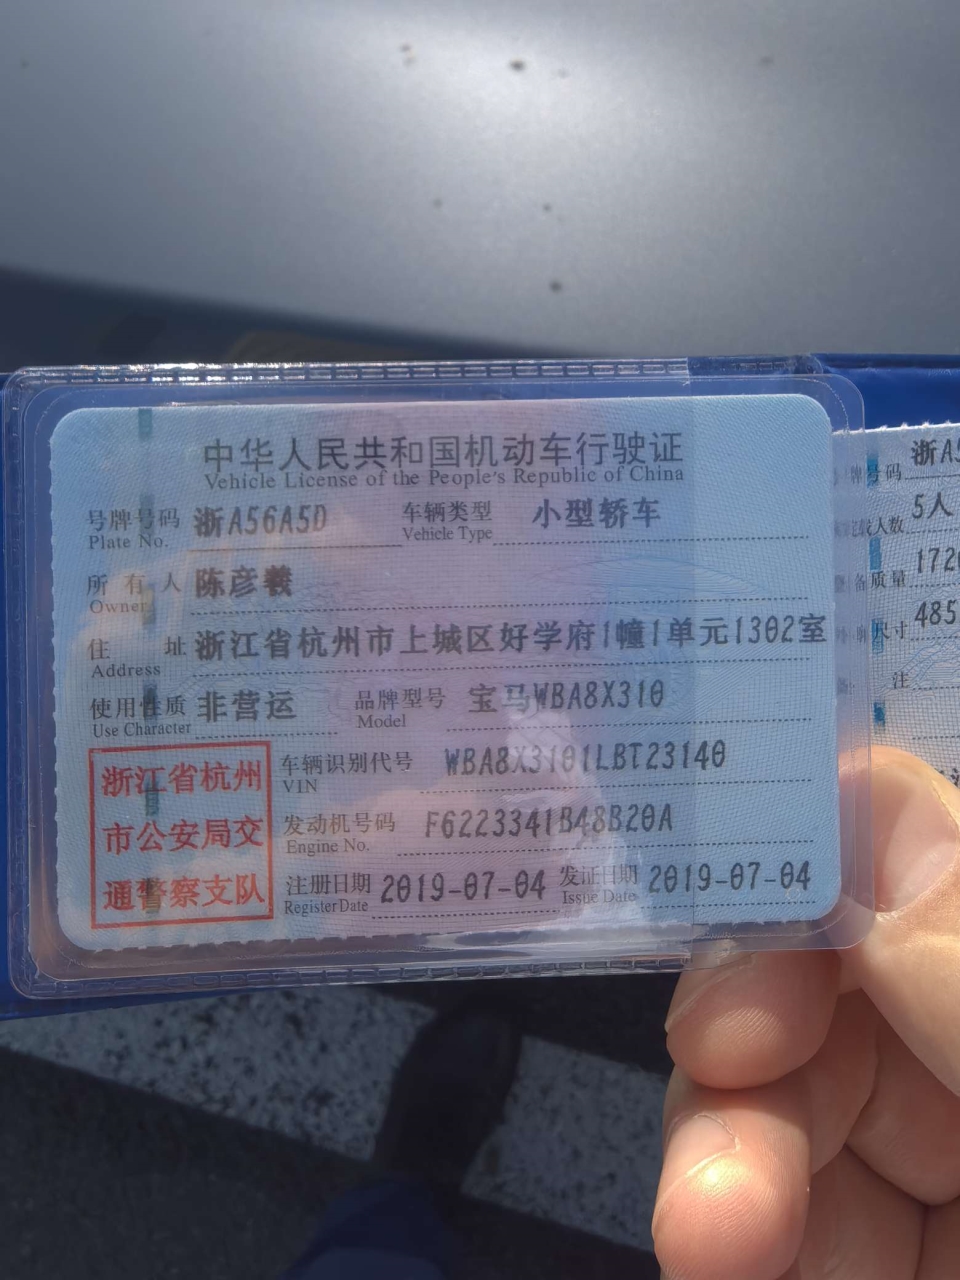 中华人民共和国机动车行驶证
Vehicle License of the People's Republic of China
号牌号码 浙A56A5D 车辆类型 小型轿车
Plate No. Vehicle Type
所有人 陈彦羲
Owner
住址 浙江省杭州市上城区好学府1幢1单元1302室
Address
使用性质 非营运 品牌型号 宝马WBA8X310
Use Character Model
浙江省杭州
市公安局交
通警察支队
车辆识别代号 WBA8X3101LBT23140
VIN
发动机号码 F6223341B48B20A
Engine No.
注册日期 2019-07-04 发证日期 2019-07-04
Register Date Issue Date
号码 浙A5
人数 5人
质量 172
尺寸 485
注